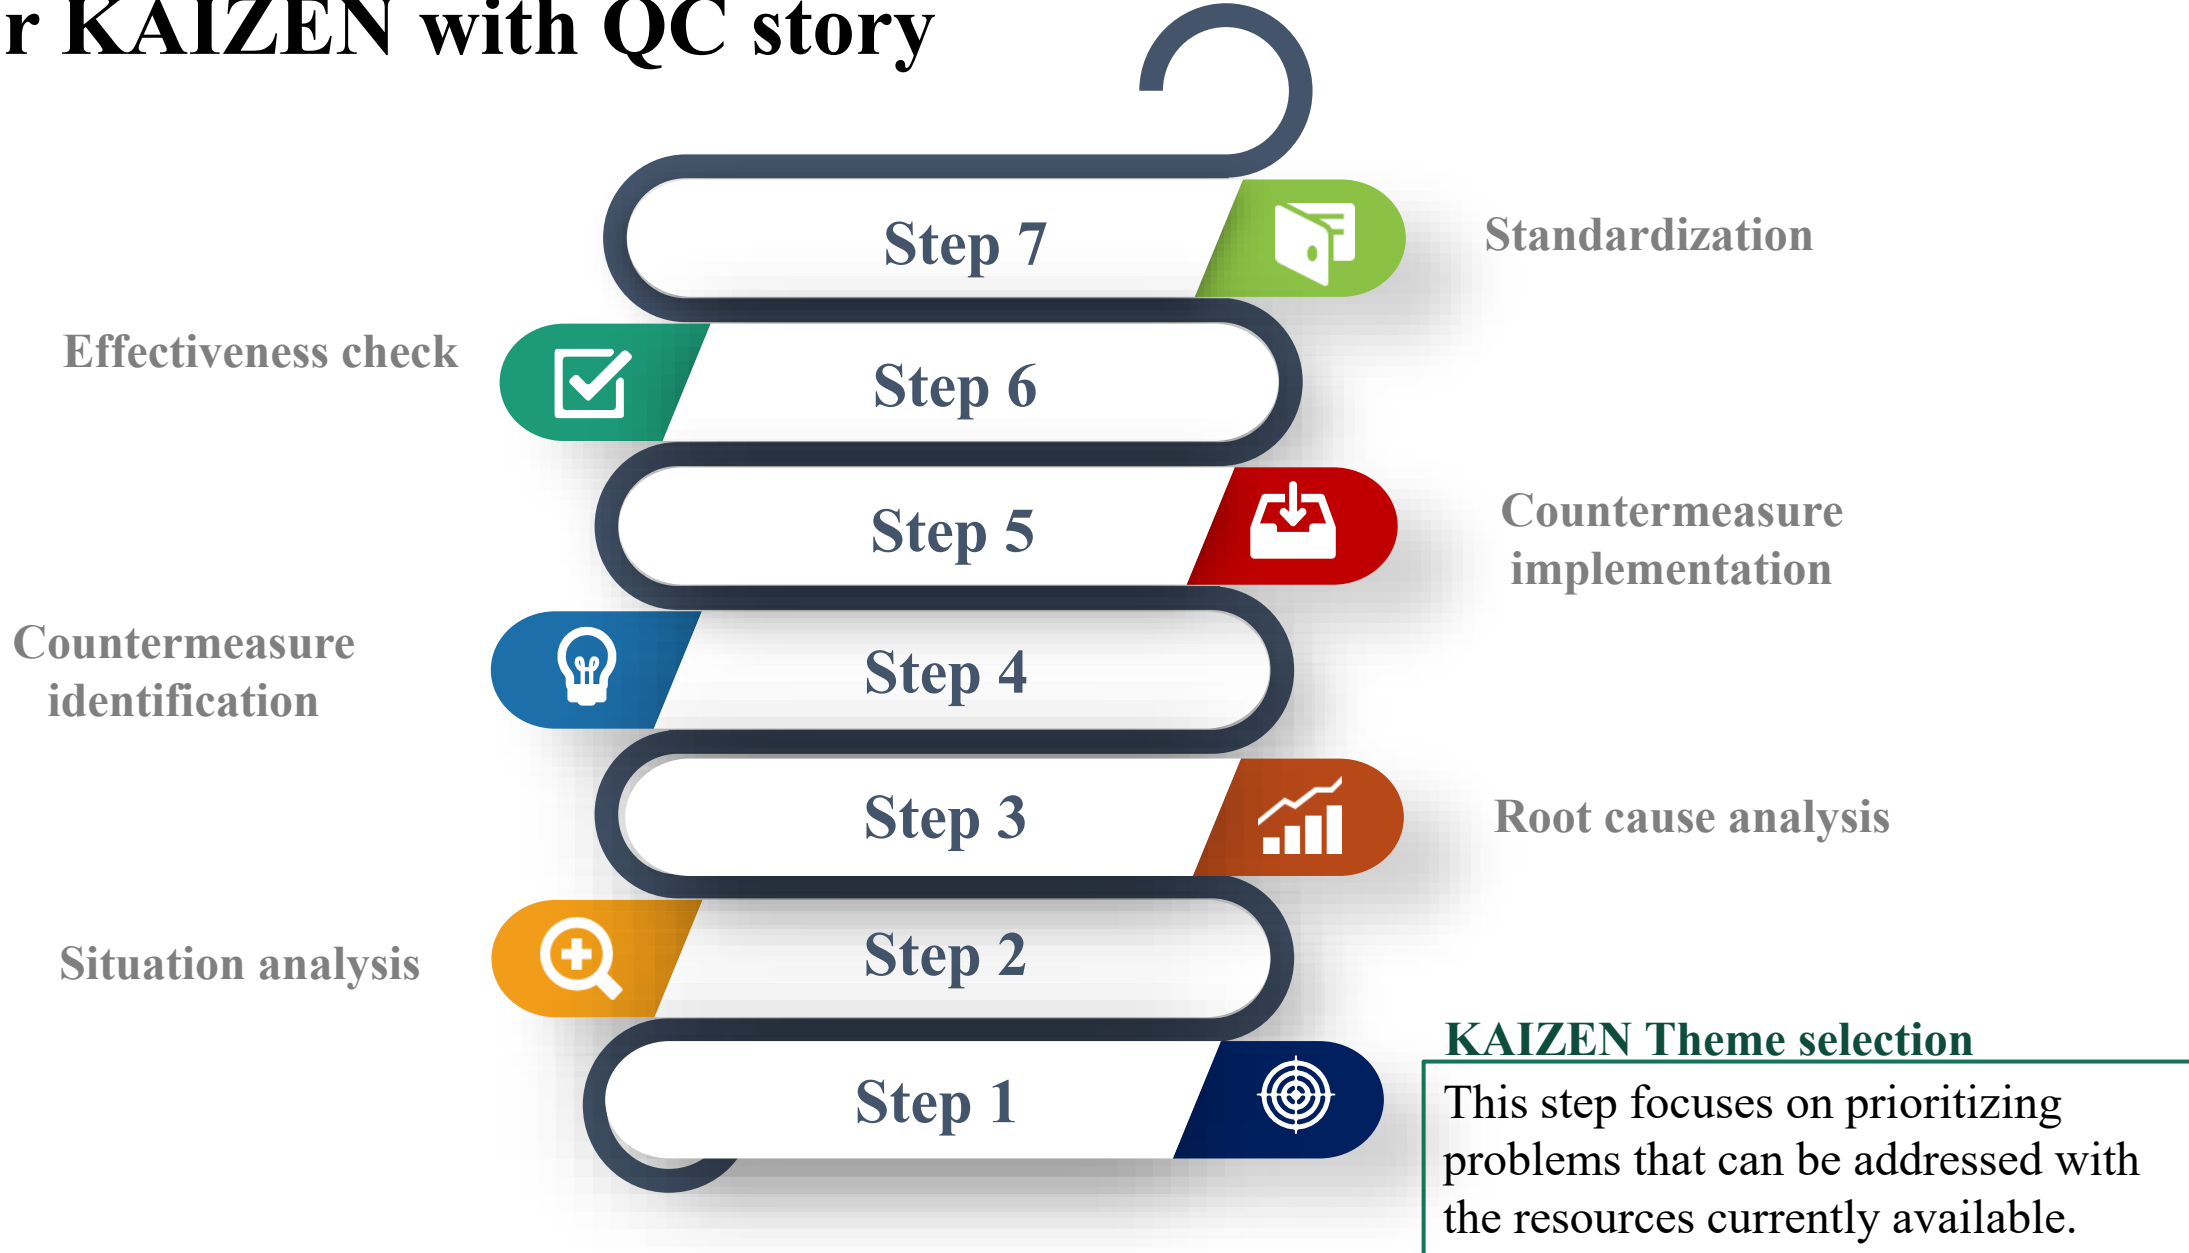 r KAIZEN with QC story
Step 7
Standardization
Effectiveness check
Step 6
Step 5
Countermeasure
implementation
Countermeasure
identification
Step 4
Step 3
Root cause analysis
Situation analysis
Step 2
KAIZEN Theme selection
Step 1
This step focuses on prioritizing
problems that can be addressed with
the resources currently available.